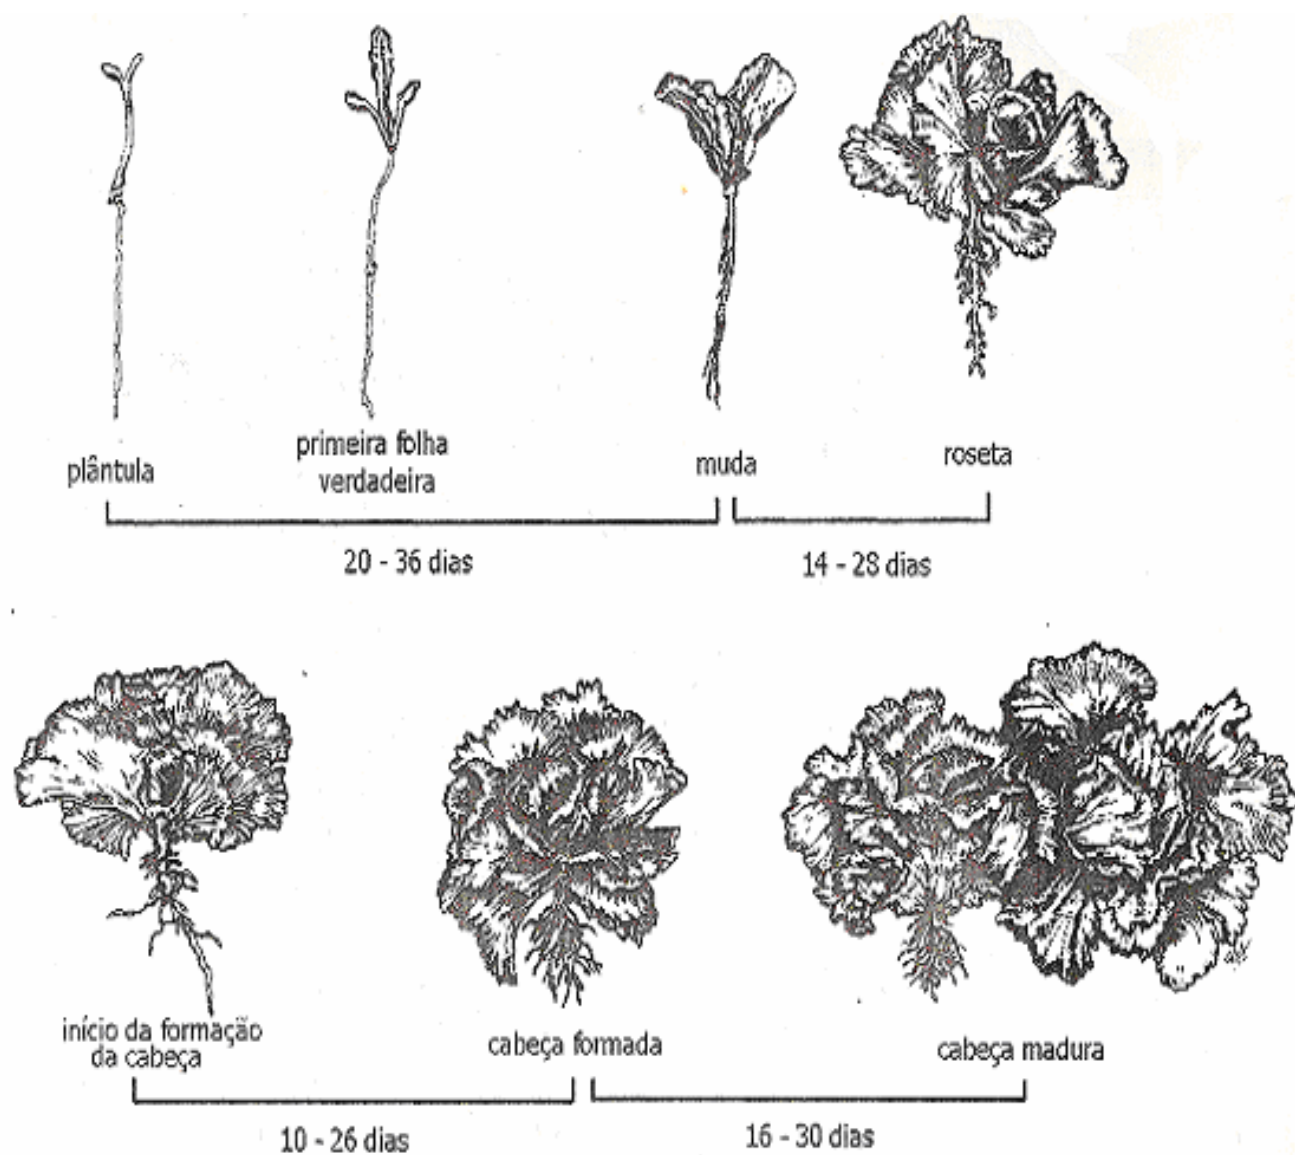 plântula
primeira folha
verdadeira
muda
roseta
20 - 36 dias
14 - 28 dias
início da formação
da cabeça
cabeça formada
cabeça madura
10 - 26 dias
16 - 30 dias